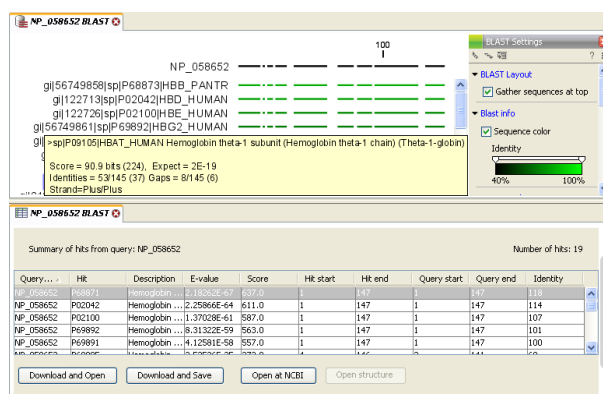 NP_058652 BLAST
100
BLAST Settings
?
NP_058652
BLAST Layout
gi|56749858|sp|P68873|HBB_PANTR
Gather sequences at top
gi|122713|sp|P02042|HBD_HUMAN
gi|122726|sp|P02100|HBE_HUMAN
Blast info
gi|56749861|sp|P69892|HBG2_HUMAN
Sequence color
>sp|P09105|HBAT_HUMAN Hemoglobin theta-1 subunit (Hemoglobin theta-1 chain) (Theta-1-globin)
Identity
Score = 90.9 bits (224), Expect = 2E-19
Identities = 53/145 (37) Gaps = 8/145 (6)
Strand=Plus/Plus
40% 100%
NP_058652 BLAST
Summary of hits from query: NP_058652 Number of hits: 19
Query... Hit Description E-value Score Hit start Hit end Query start Query end Identity
NP_058652 P68871 Hemoglobin ... 2.18262E-67 637.0 1 147 1 147 118
NP_058652 P02042 Hemoglobin ... 2.25866E-64 611.0 1 147 1 147 114
NP_058652 P02100 Hemoglobin ... 1.37028E-61 587.0 1 147 1 147 107
NP_058652 P69892 Hemoglobin ... 8.31322E-59 563.0 1 147 1 147 101
NP_058652 P69891 Hemoglobin ... 4.12581E-58 557.0 1 147 1 147 100
Download and Open Download and Save Open at NCBI Open structure